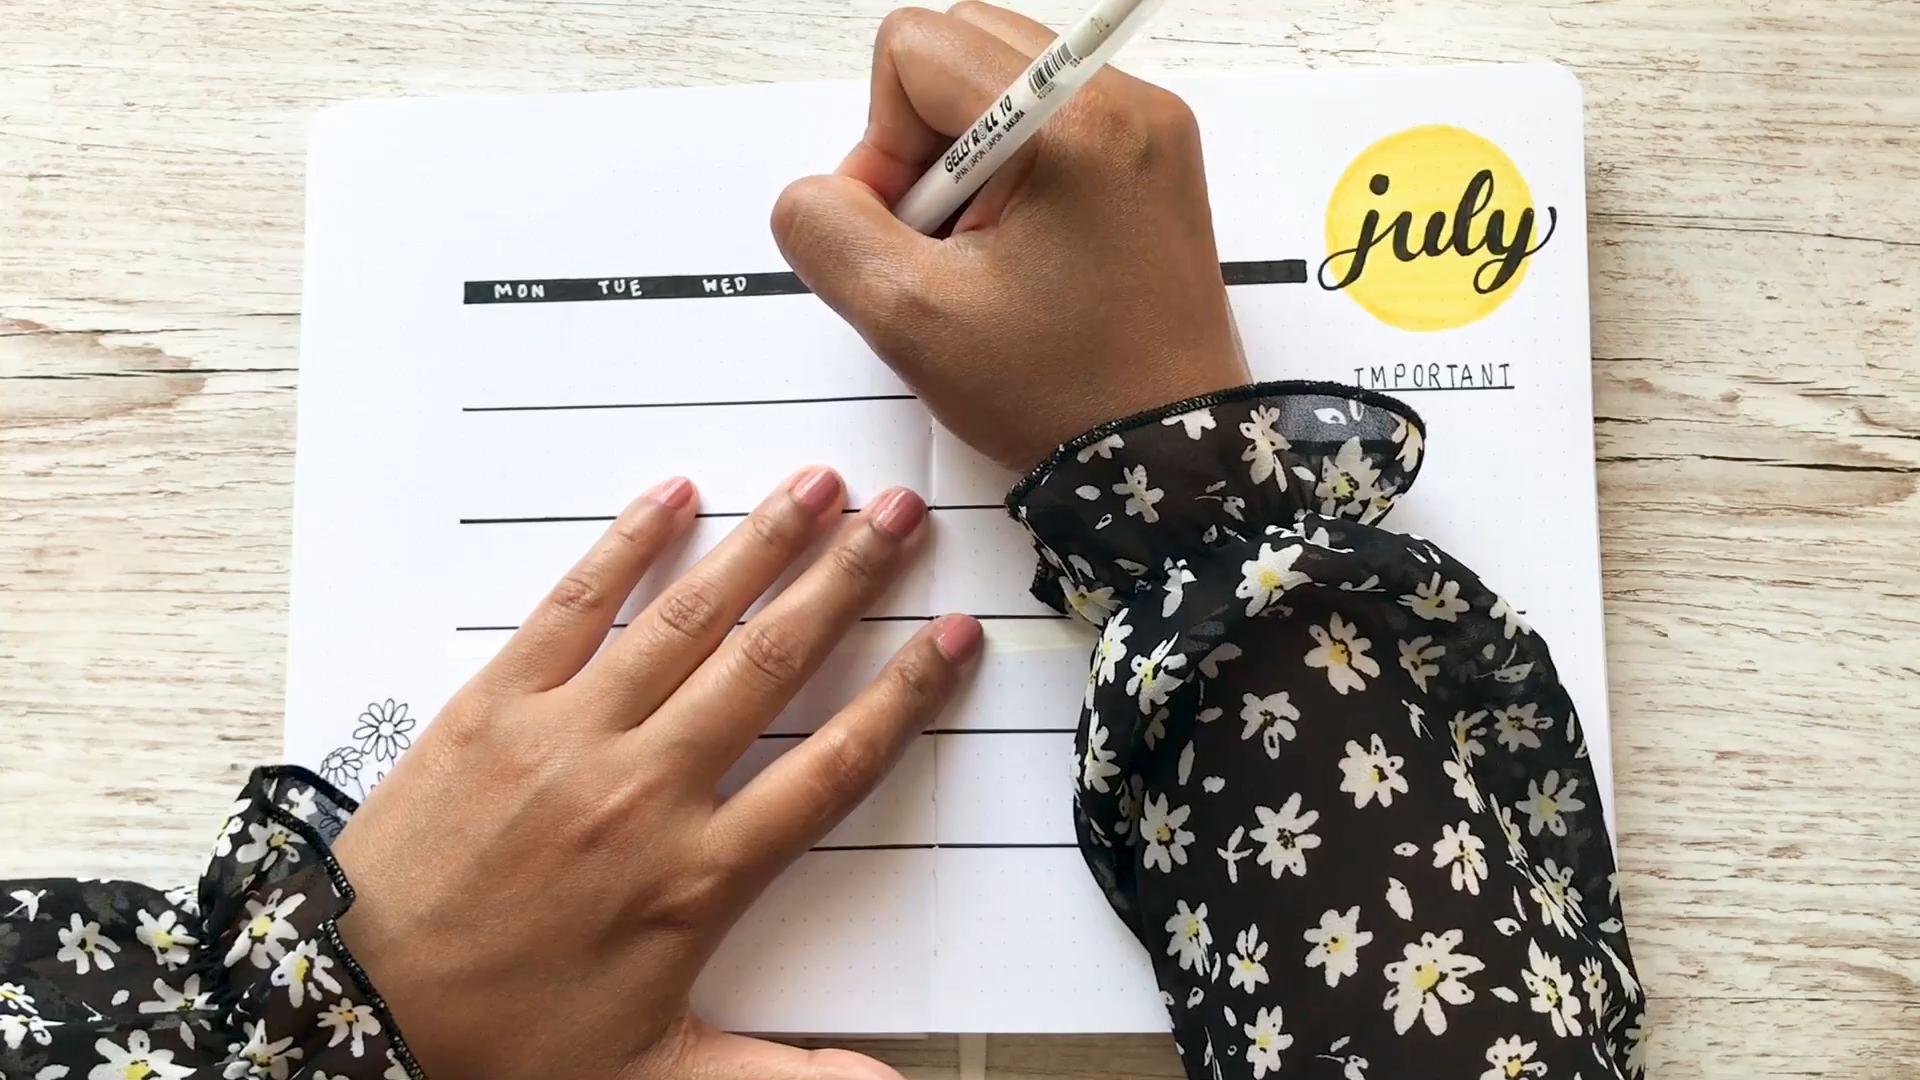 GELLY ROLL 10
JAPAN | JAPON | JAPÓN SAKURA
july
MON TUE WED
IMPORTANT